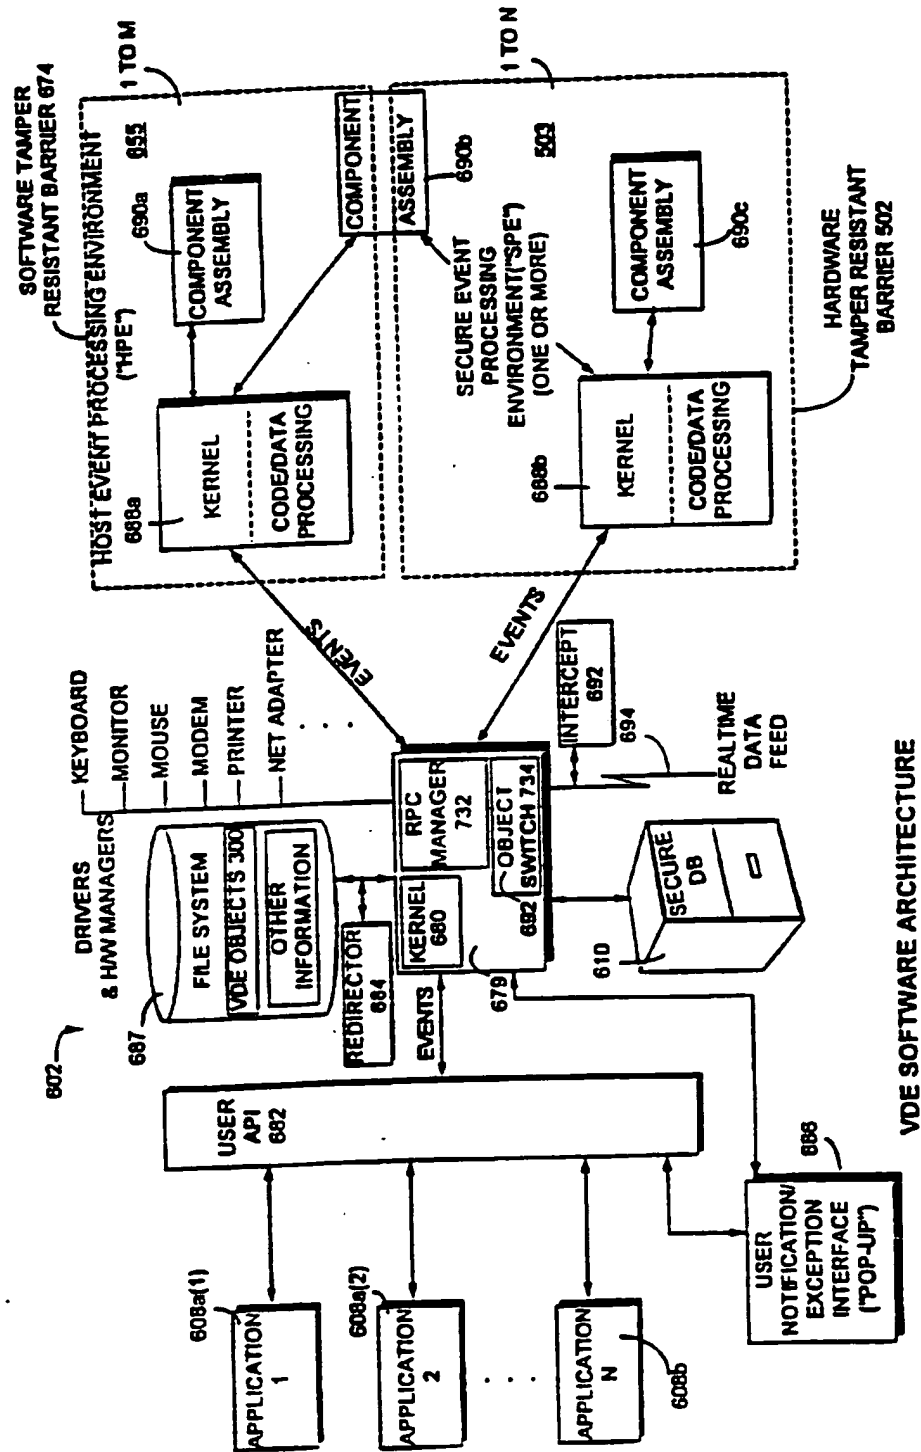 602
DRIVERS
& H/W MANAGERS
KEYBOARD
MONITOR
MOUSE
MODEM
PRINTER
NET ADAPTER
. . .
687
FILE SYSTEM
VDE OBJECTS 300
OTHER
INFORMATION
REDIRECTOR
684
USER
API
682
EVENTS
KERNEL
680
RPC
MANAGER
732
OBJECT
SWITCH 734
692
679
608a(1)
APPLICATION
1
608a(2)
APPLICATION
2
. . . .
APPLICATION
N
608b
USER
NOTIFICATION/
EXCEPTION
INTERFACE
("POP-UP")
686
610
SECURE
DB
INTERCEPT
692
694
REALTIME
DATA
FEED
EVENTS
EVENTS
SOFTWARE TAMPER
RESISTANT BARRIER 674
HOST EVENT PROCESSING ENVIRONMENT
("HPE")
655
1 TO M
688a
KERNEL
CODE/DATA
PROCESSING
690a
COMPONENT
ASSEMBLY
COMPONENT
ASSEMBLY
690b
SECURE EVENT
PROCESSING
ENVIRONMENT("SPE")
(ONE OR MORE)
503
1 TO N
688b
KERNEL
CODE/DATA
PROCESSING
COMPONENT
ASSEMBLY
690c
HARDWARE
TAMPER RESISTANT
BARRIER 502
VDE SOFTWARE ARCHITECTURE